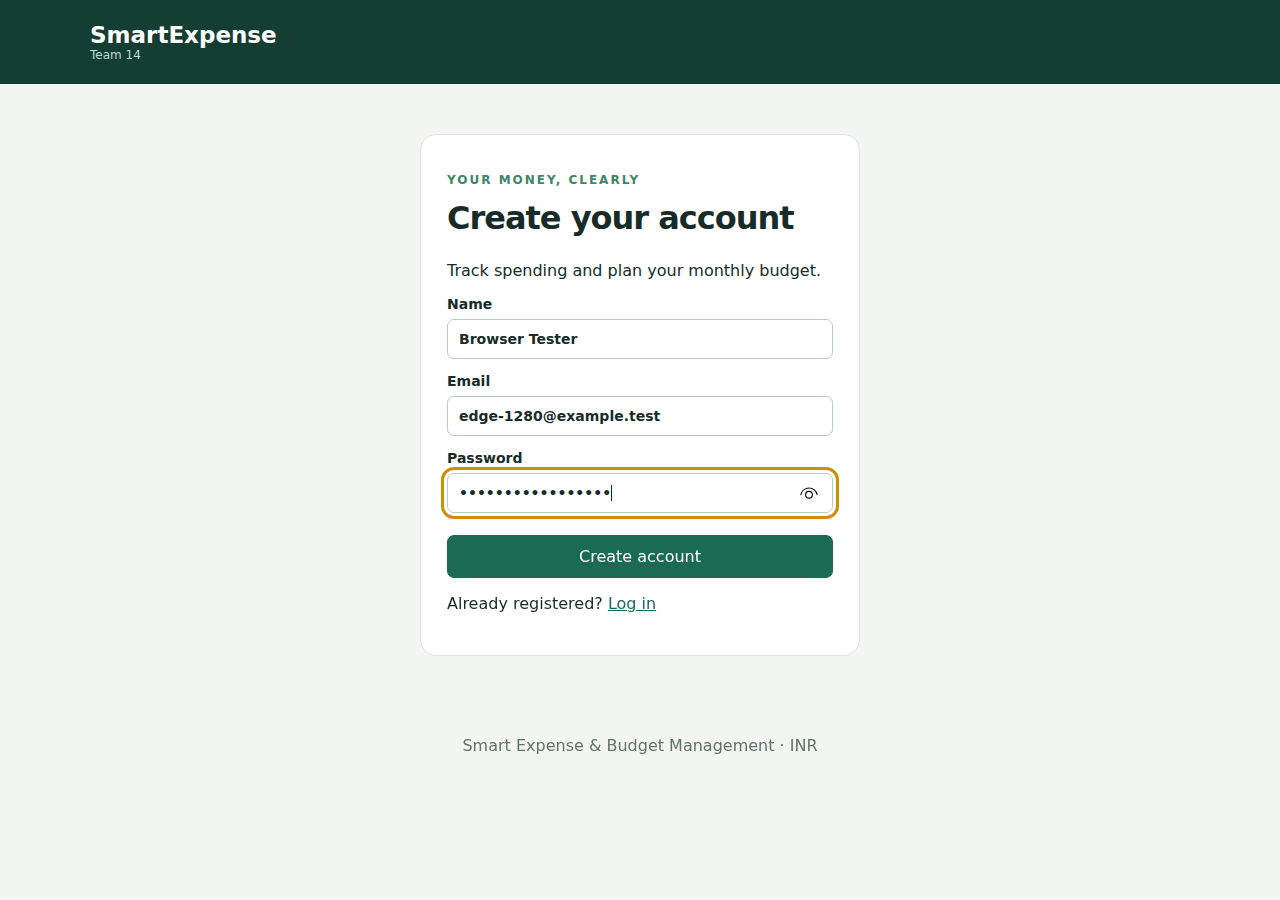 SmartExpense
Team 14
YOUR MONEY, CLEARLY
Create your account
Track spending and plan your monthly budget.
Name
Browser Tester
Email
edge-1280@example.test
Password
•••••••••••••••••
Create account
Already registered? Log in
Smart Expense & Budget Management · INR